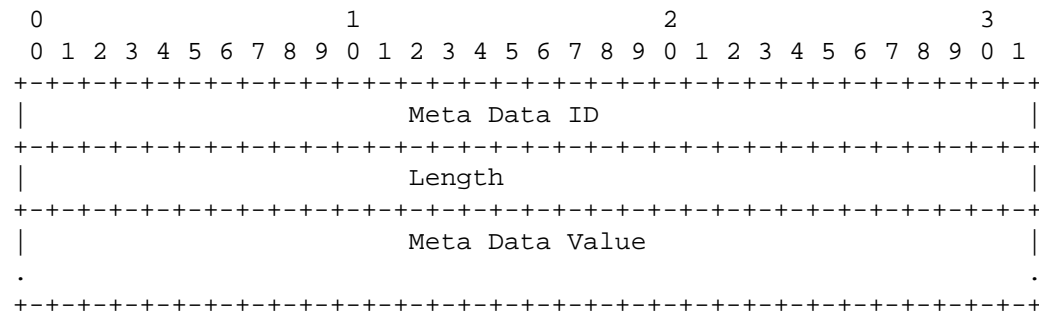 0                   1                   2                   3
 0 1 2 3 4 5 6 7 8 9 0 1 2 3 4 5 6 7 8 9 0 1 2 3 4 5 6 7 8 9 0 1
+-+-+-+-+-+-+-+-+-+-+-+-+-+-+-+-+-+-+-+-+-+-+-+-+-+-+-+-+-+-+-+-+
|                        Meta Data ID                           |
+-+-+-+-+-+-+-+-+-+-+-+-+-+-+-+-+-+-+-+-+-+-+-+-+-+-+-+-+-+-+-+-+
|                        Length                                 |
+-+-+-+-+-+-+-+-+-+-+-+-+-+-+-+-+-+-+-+-+-+-+-+-+-+-+-+-+-+-+-+-+
|                        Meta Data Value                        |
.                                                               .
+-+-+-+-+-+-+-+-+-+-+-+-+-+-+-+-+-+-+-+-+-+-+-+-+-+-+-+-+-+-+-+-+